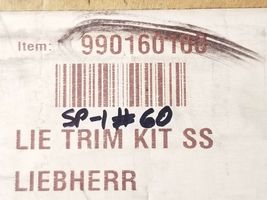 Item: 990160100
SP-1 #60
LIE TRIM KIT SS
LIEBHERR